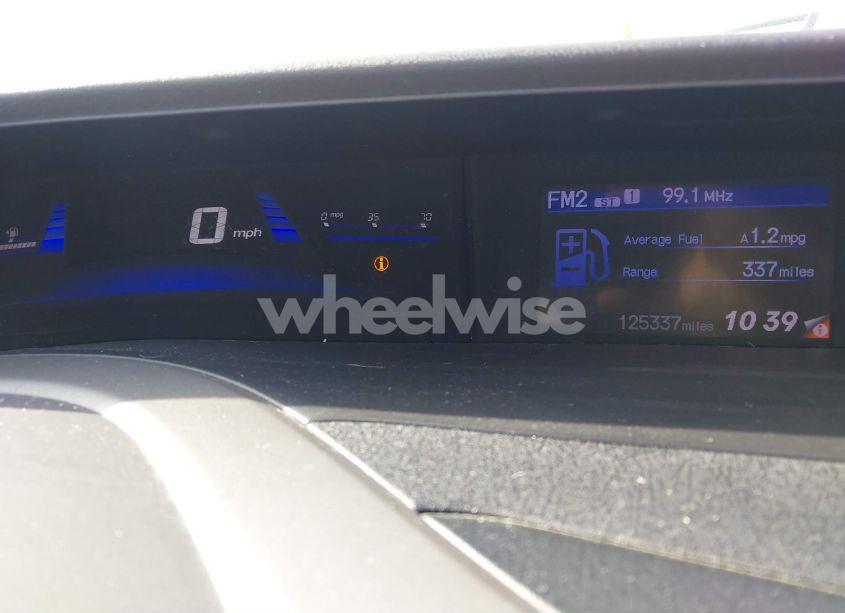 FM2 ST 1 99.1 MHz
0 mpg 35 70
0 mph
Average Fuel A 1.2 mpg
Range 337 miles
i
wheelwise
125337 miles 10 39 i